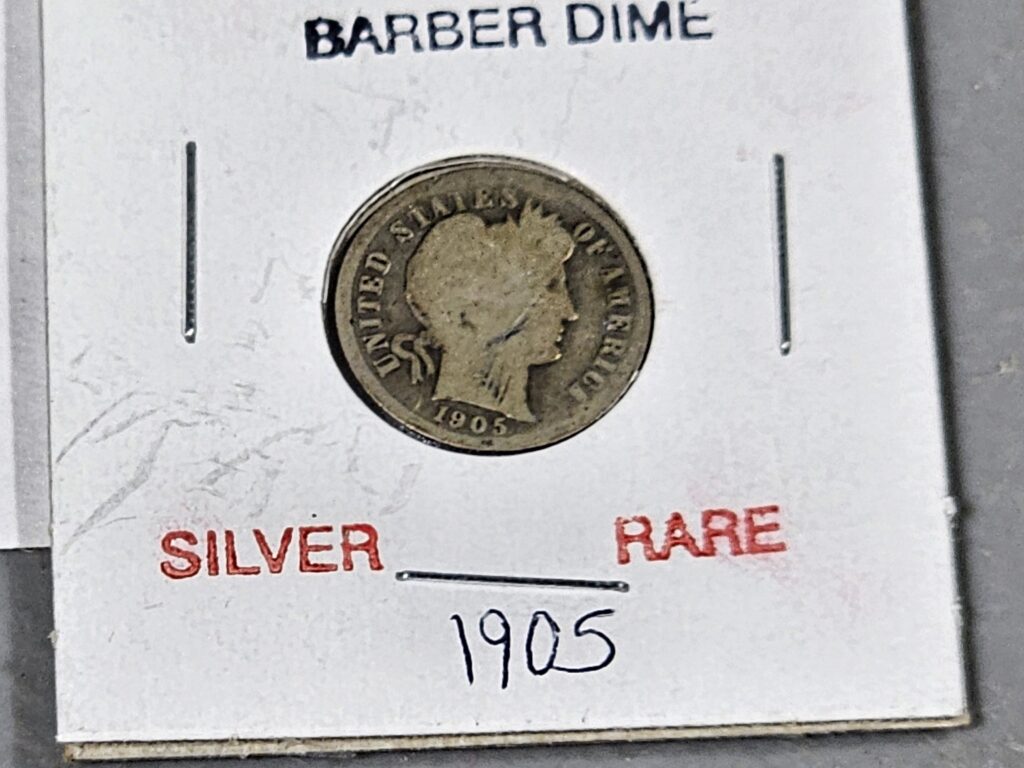 BARBER DIME
UNITED STATES OF AMERICA
1905
SILVER RARE
1905